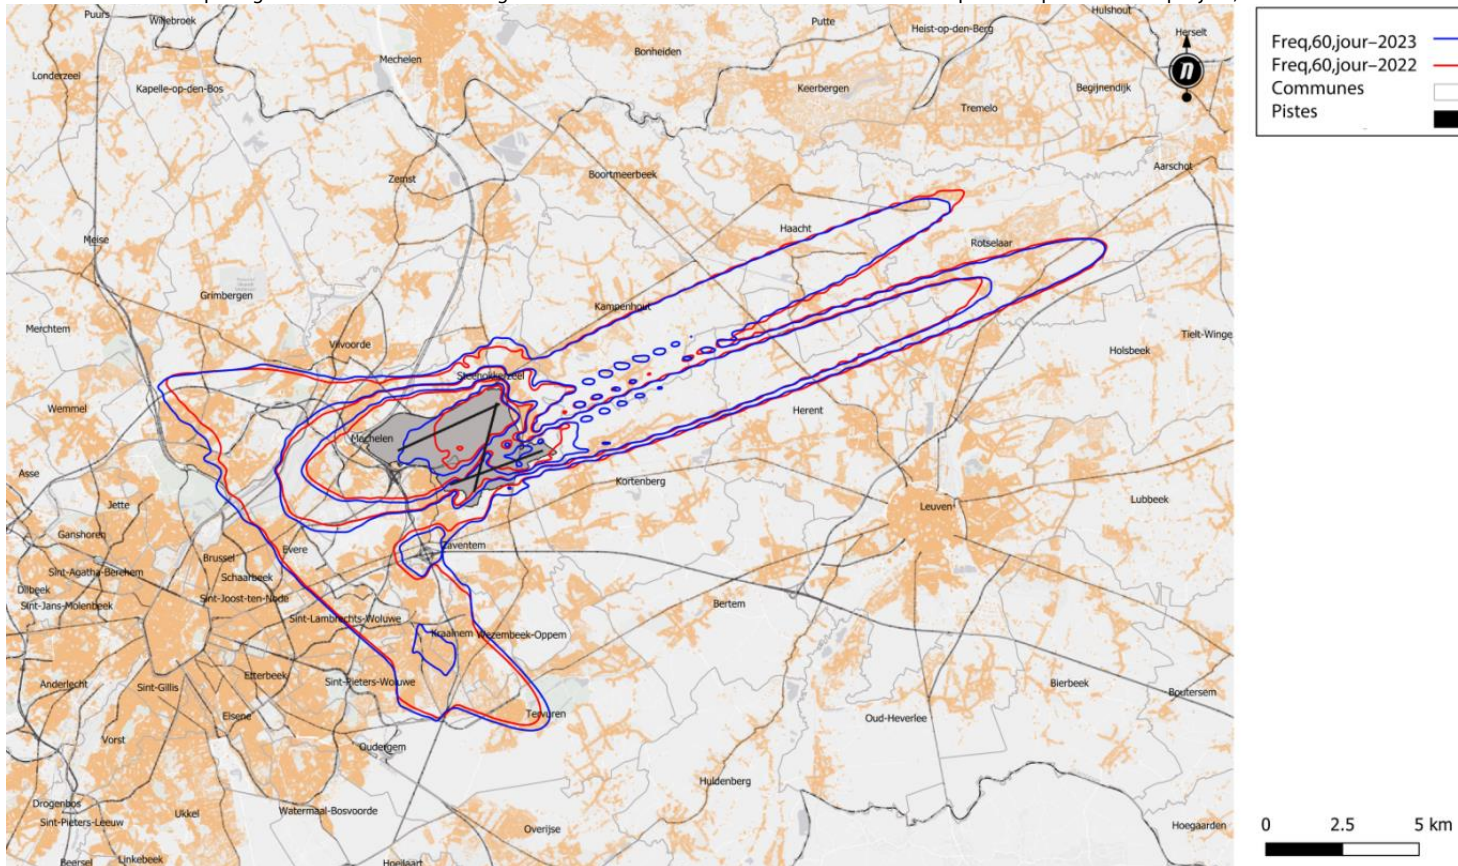 Puurs
Willebroek
Putte
Hulshout
Heist-op-den-Berg
Herselt
Bonheiden
Mechelen
Londerzeel
Kapelle-op-den-Bos
Keerbergen
Begijnendijk
Tremelo
Aarschot
Zemst
Boortmeerbeek
Haacht
Rotselaar
Meise
Grimbergen
Kampenhout
Merchtem
Tielt-Winge
Vilvoorde
Holsbeek
Steenokkerzeel
Wemmel
Herent
Machelen
Asse
Kortenberg
Jette
Lubbeek
Leuven
Ganshoren
Evere
Zaventem
Brussel
Sint-Agatha-Berchem
Schaarbeek
Dilbeek
Sint-Jans-Molenbeek
Sint-Joost-ten-Node
Bertem
Sint-Lambrechts-Woluwe
Kraainem
Wezembeek-Oppem
Etterbeek
Sint-Pieters-Woluwe
Anderlecht
Sint-Gillis
Bierbeek
Boutersem
Elsene
Tervuren
Oud-Heverlee
Vorst
Oudergem
Huldenberg
Drogenbos
Ukkel
Watermaal-Bosvoorde
Sint-Pieters-Leeuw
Overijse
Hoegaarden
Beersel
Linkebeek
Hoeilaart
n
Freq,60,jour–2023
Freq,60,jour–2022
Communes
Pistes
0 2.5 5 km